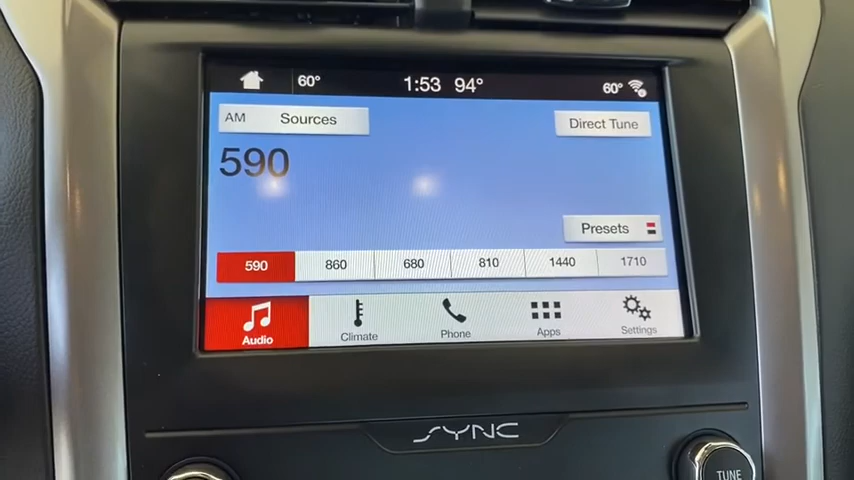 60° 1:53 94° 60°
AM Sources Direct Tune
590
Presets
590 860 680 810 1440 1710
Audio Climate Phone Apps Settings
SYNC
TUNE